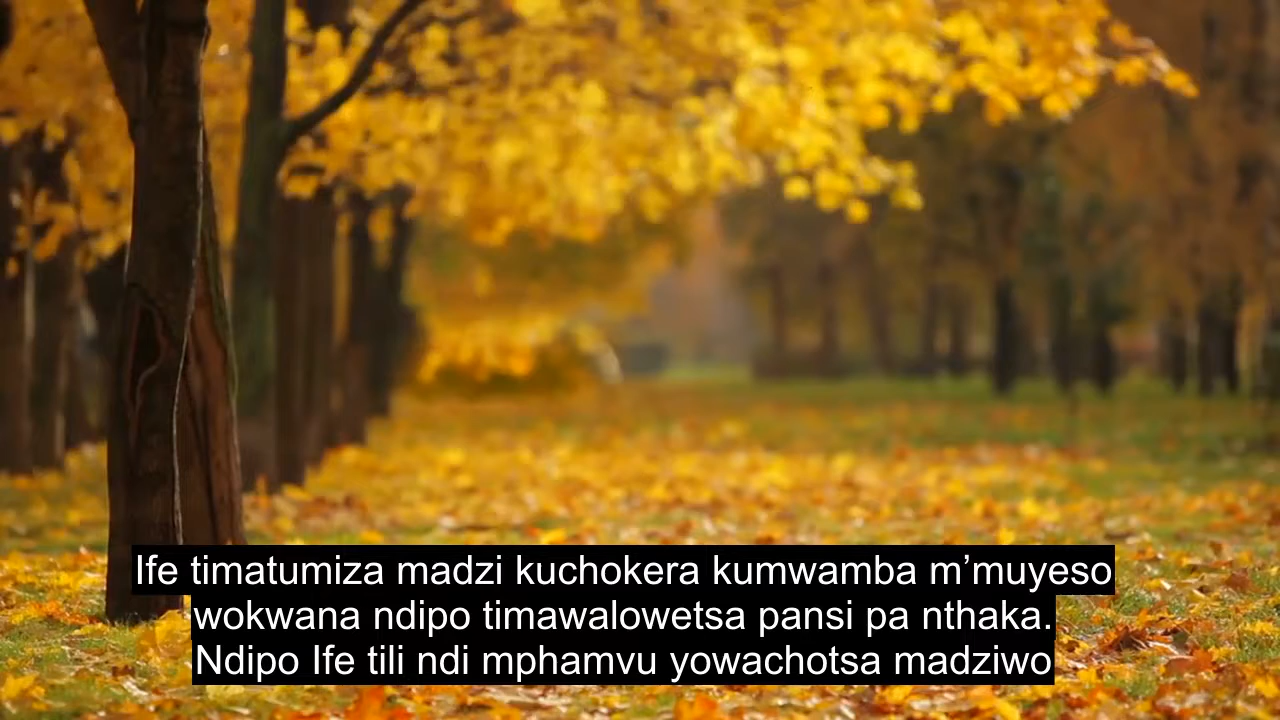 Ife timatumiza madzi kuchokera kumwamba m’muyeso
wokwana ndipo timawalowetsa pansi pa nthaka.
Ndipo Ife tili ndi mphamvu yowachotsa madziwo